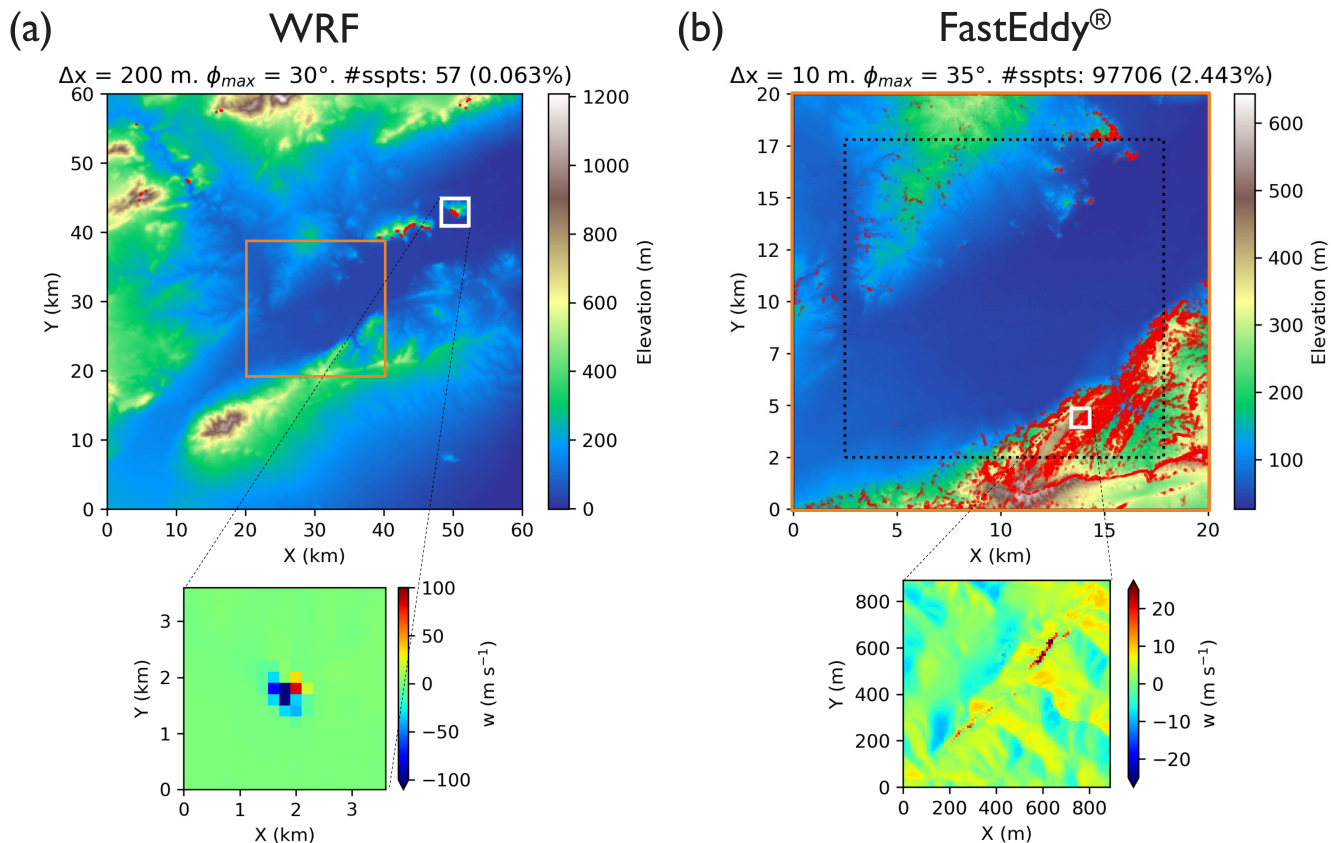 (a) WRF
Δx = 200 m. ϕmax = 30°. #sspts: 57 (0.063%)
60
50
40
30
20
10
0
Y (km)
0 10 20 30 40 50 60
X (km)
1200
1000
800
600
400
200
0
Elevation (m)
3
2
1
0
Y (km)
0 1 2 3
X (km)
100
50
0
−50
−100
w (m s⁻¹)
(b) FastEddy®
Δx = 10 m. ϕmax = 35°. #sspts: 97706 (2.443%)
20
17
15
12
10
7
5
2
0
Y (km)
0 5 10 15 20
X (km)
600
500
400
300
200
100
Elevation (m)
800
600
400
200
0
Y (m)
0 200 400 600 800
X (m)
20
10
0
−10
−20
w (m s⁻¹)